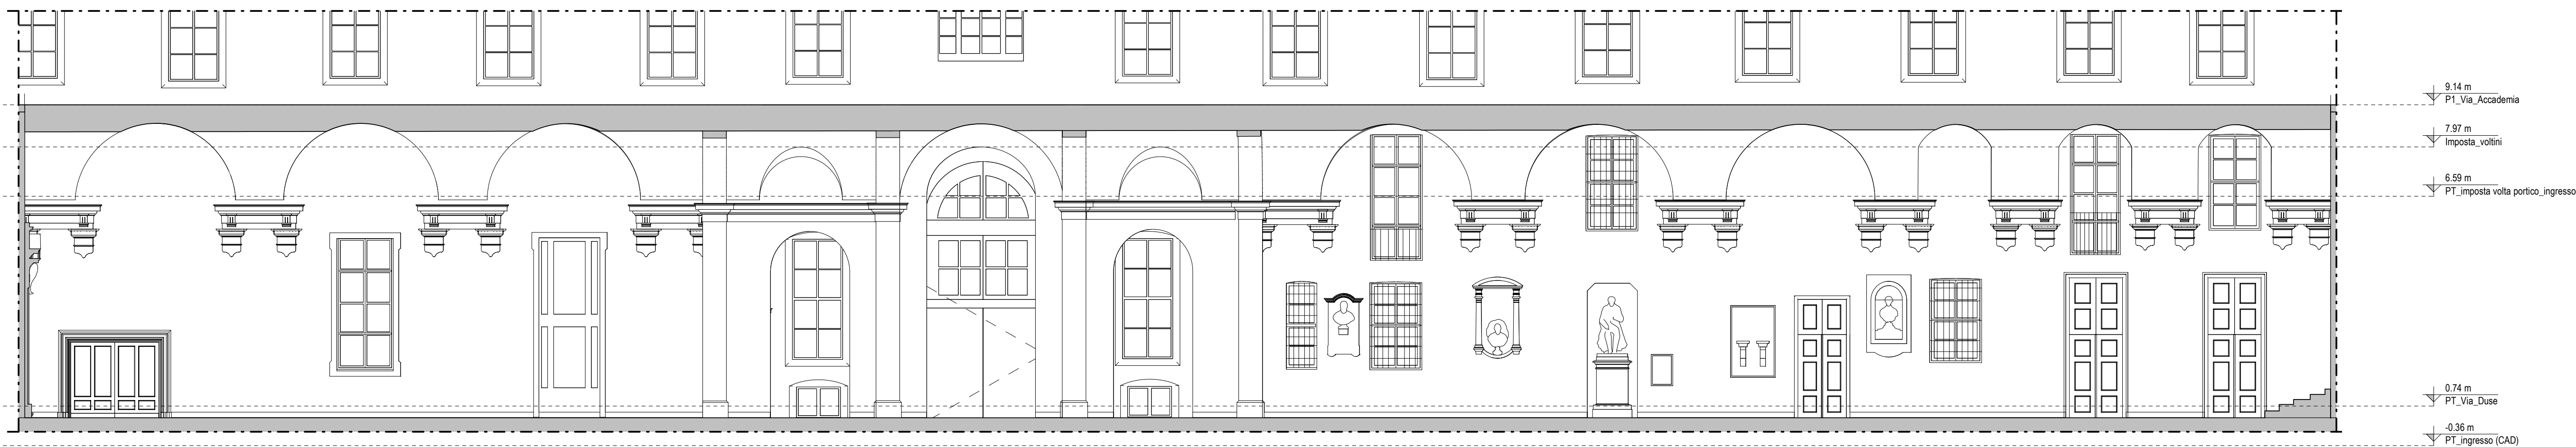 9.14 m
P1_Via_Accademia
7.97 m
Imposta_voltini
6.59 m
PT_imposta volta portico_ingresso
0.74 m
PT_Via_Duse
-0.36 m
PT_ingresso (CAD)